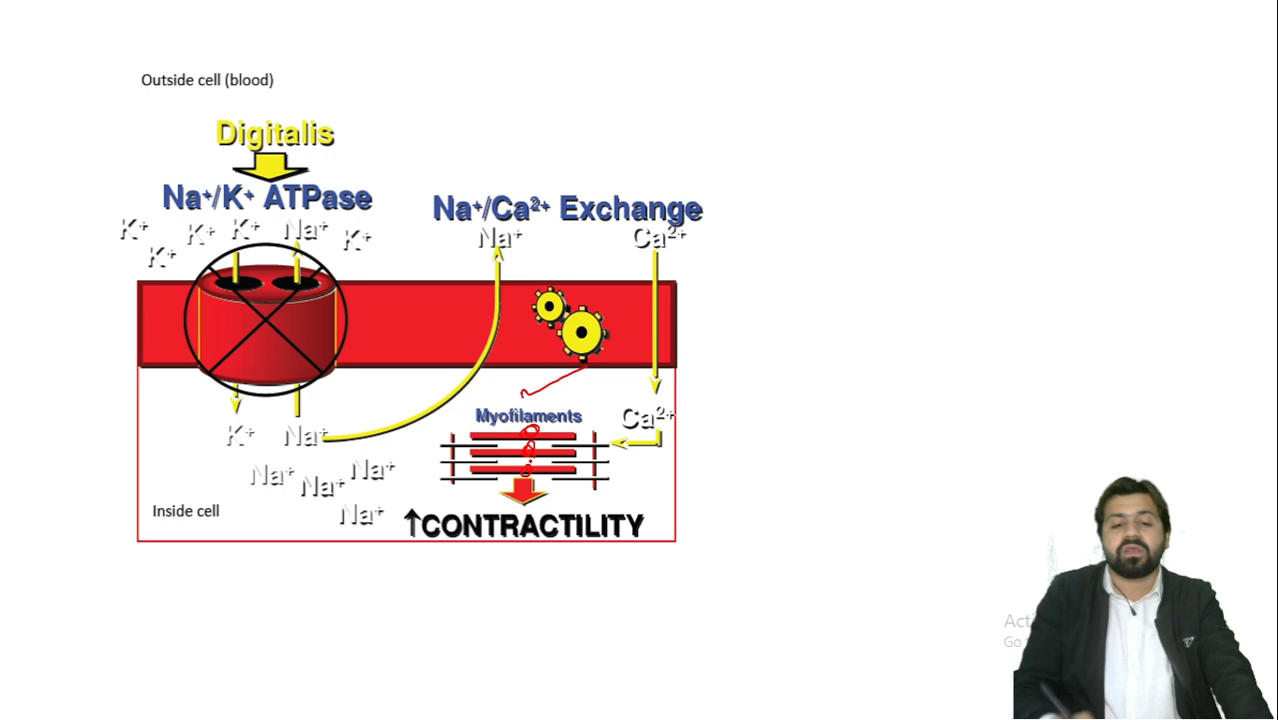 Outside cell (blood)
Digitalis
Na⁺/K⁺ ATPase
Na⁺/Ca²⁺ Exchange
K⁺ K⁺ K⁺ Na⁺ K⁺ Na⁺ Ca²⁺
K⁺
Myofilaments
Ca²⁺
K⁺ Na⁺
Na⁺ Na⁺ Na⁺
Inside cell
Na⁺
↑CONTRACTILITY
Go